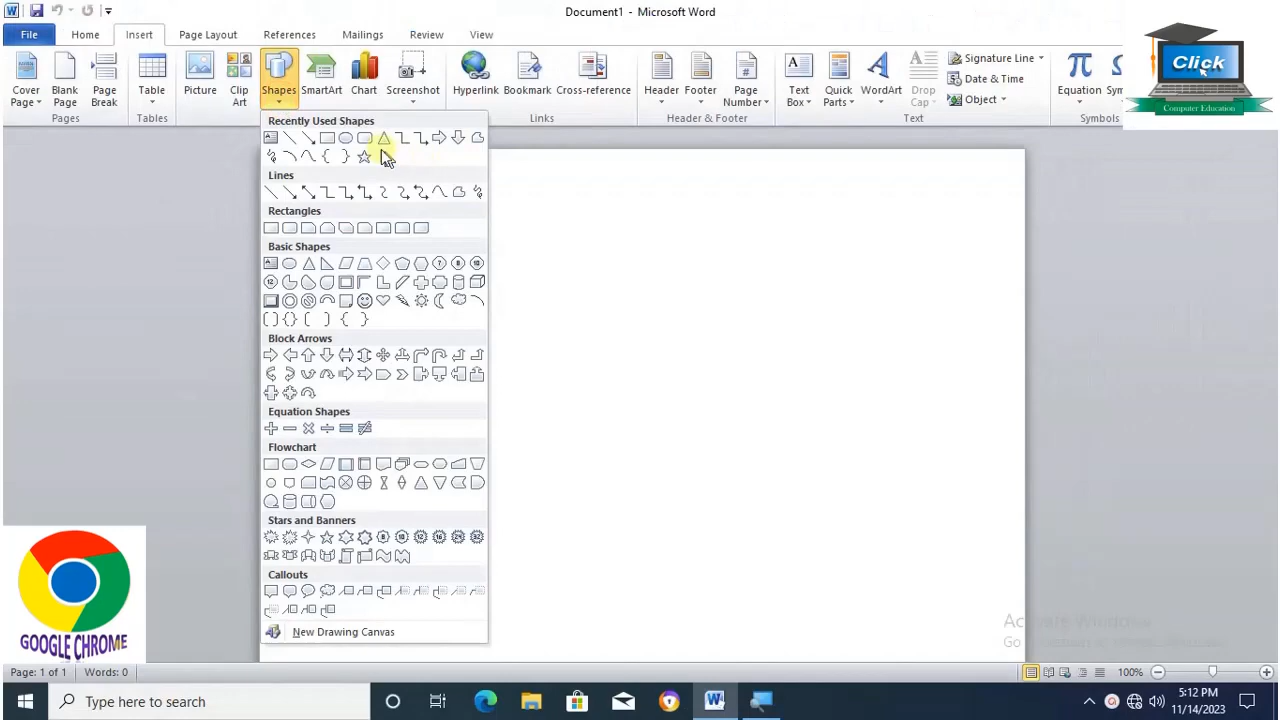 Document1 - Microsoft Word
File Home Insert Page Layout References Mailings Review View
Cover Page
Blank Page
Page Break
Table
Picture
Clip Art
Shapes
SmartArt
Chart
Screenshot
Hyperlink
Bookmark
Cross-reference
Header
Footer
Page Number
Text Box
Quick Parts
WordArt
Drop Cap
Signature Line
Date & Time
Object
Equation
Pages Tables Links Header & Footer Text Symbols
Click
Computer Education
Recently Used Shapes
Lines
Rectangles
Basic Shapes
Block Arrows
Equation Shapes
Flowchart
Stars and Banners
Callouts
New Drawing Canvas
GOOGLE CHROME
Page: 1 of 1 Words: 0
100%
Type here to search
5:12 PM
11/14/2023